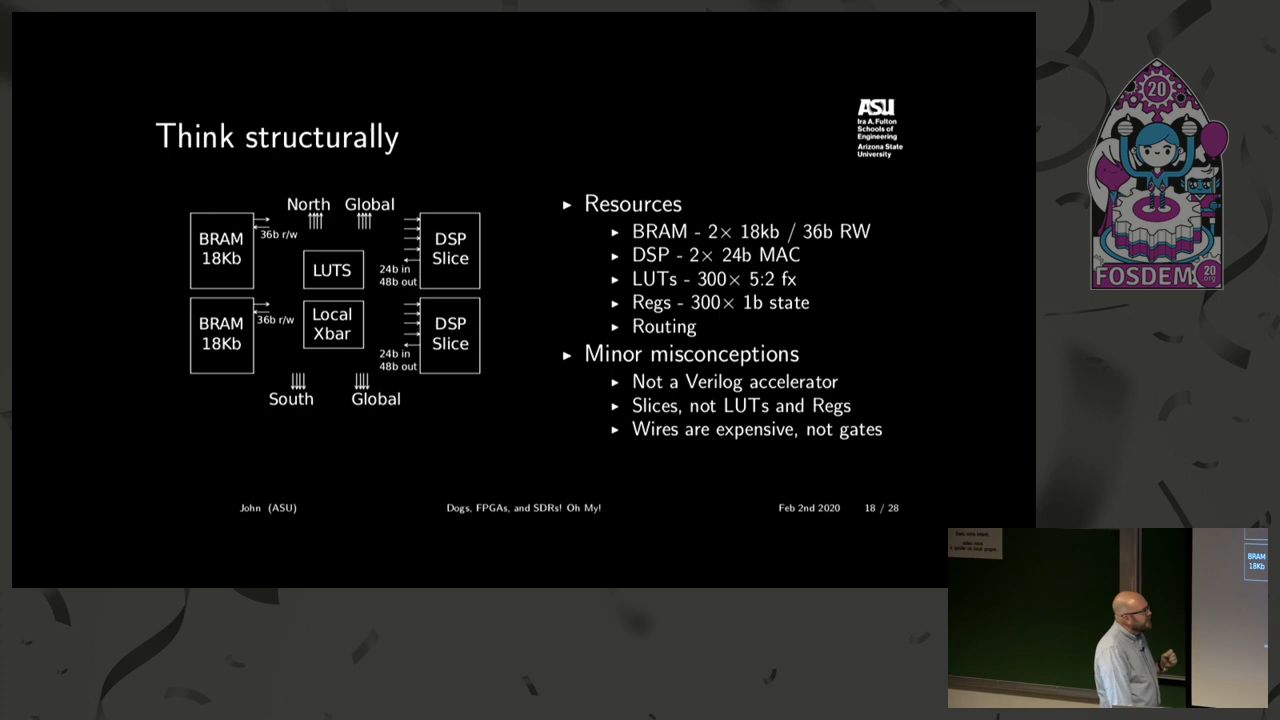 Think structurally
ASU
Ira A. Fulton
Schools of
Engineering
Arizona State
University
North
Global
BRAM
18Kb
36b r/w
LUTS
24b in
48b out
DSP
Slice
BRAM
18Kb
36b r/w
Local
Xbar
24b in
48b out
DSP
Slice
South
Global
Resources
BRAM - 2× 18kb / 36b RW
DSP - 2× 24b MAC
LUTs - 300× 5:2 fx
Regs - 300× 1b state
Routing
Minor misconceptions
Not a Verilog accelerator
Slices, not LUTs and Regs
Wires are expensive, not gates
John (ASU)
Dogs, FPGAs, and SDRs! Oh My!
Feb 2nd 2020
18 / 28
20
FOSDEM
20
.org
BRAM
18Kb